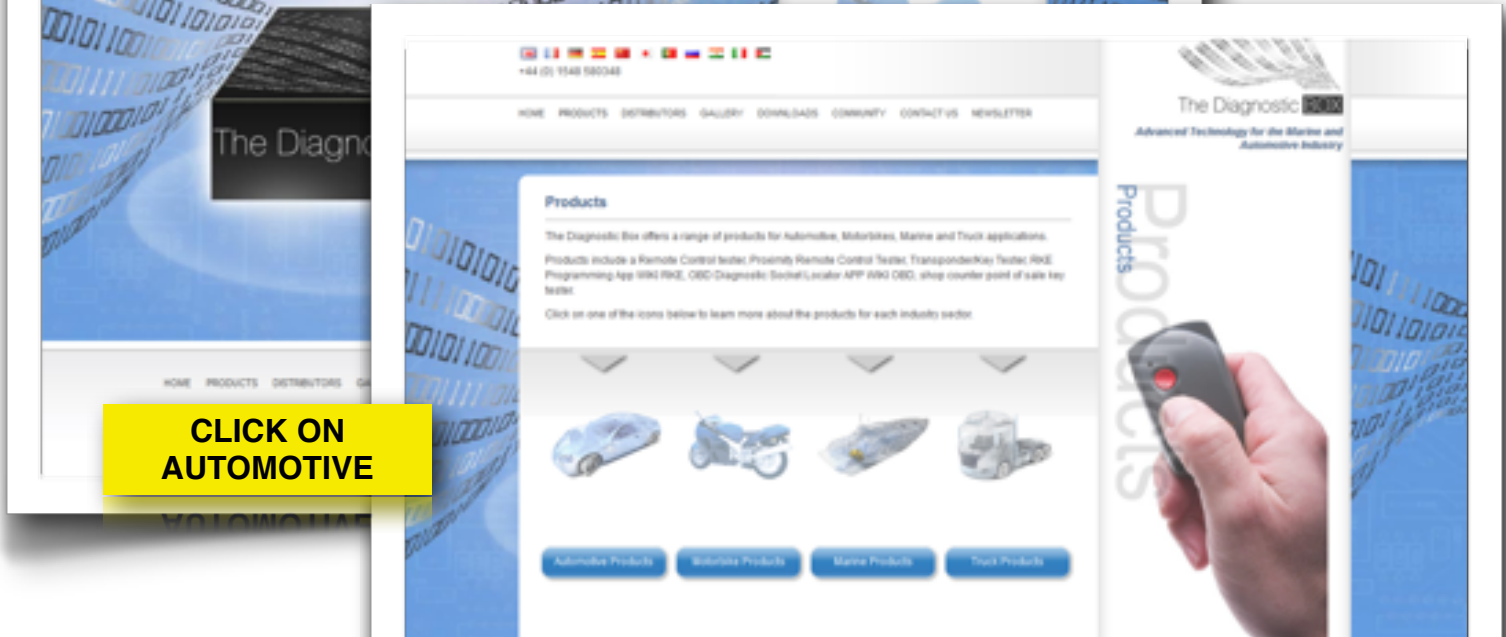 The Diagno
HOME PRODUCTS DISTRIBUTORS GA
CLICK ON
AUTOMOTIVE
+44 (0) 1548 580348
HOME PRODUCTS DISTRIBUTORS GALLERY DOWNLOADS COMMUNITY CONTACT US NEWSLETTER
The Diagnostic BOX
Advanced Technology for the Marine and
Automotive Industry
Products
The Diagnostic Box offers a range of products for Automotive, Motorbikes, Marine and Truck applications.
Products include a Remote Control tester, Proximity Remote Control Tester, Transponder/Key Tester, RKE
Programming App WIKI RKE, OBD Diagnostic Socket Locator APP WIKI OBD, shop counter point of sale key
tester.
Click on one of the icons below to learn more about the products for each industry sector.
Products
Products
Automotive Products Motorbike Products Marine Products Truck Products